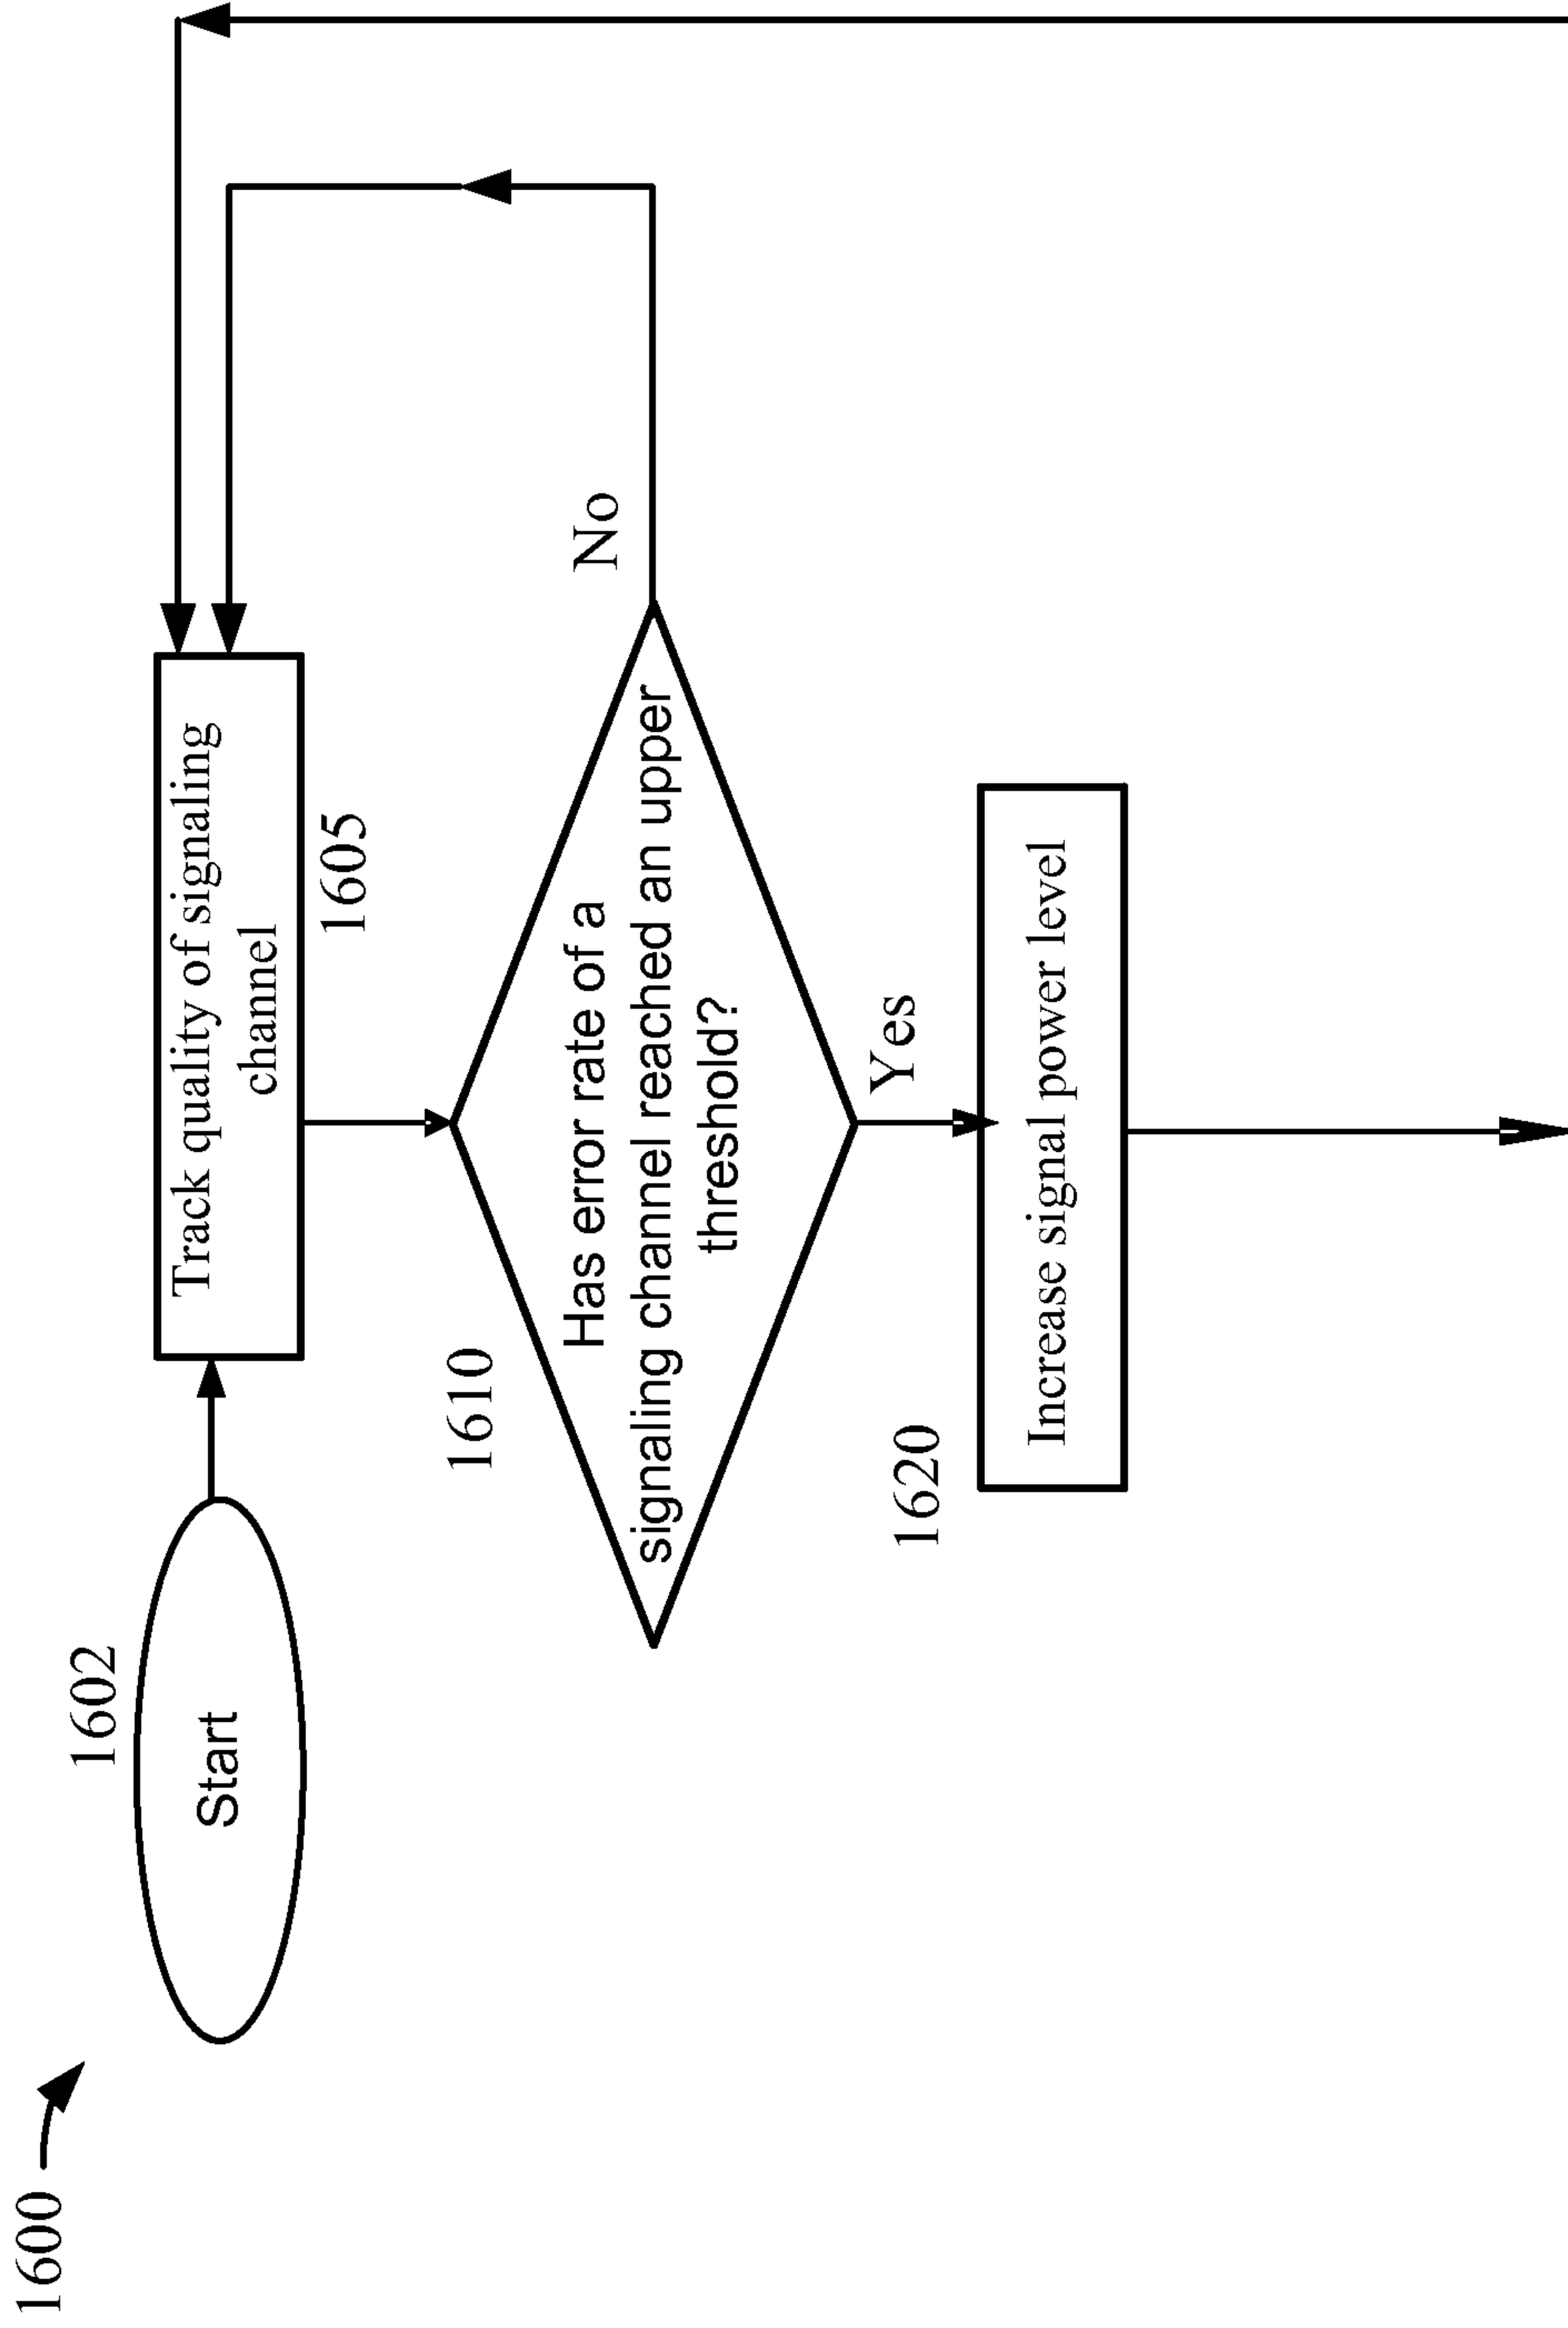 1600
1602
Start
Track quality of signaling
channel
1605
1610
Has error rate of a
signaling channel reached an upper
threshold?
No
Yes
1620
Increase signal power level